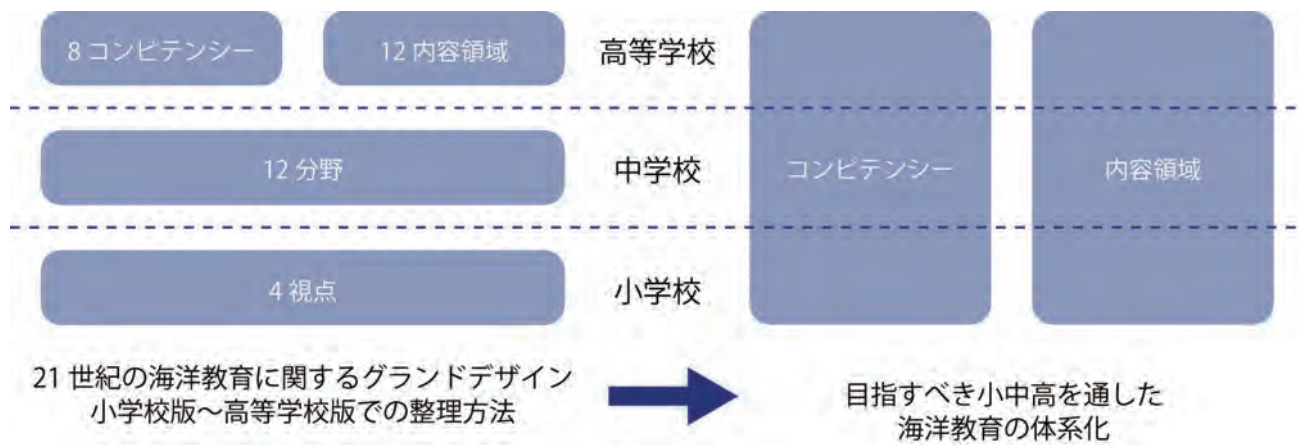 8 コンピテンシー
12 内容領域
高等学校
12 分野
中学校
コンピテンシー
内容領域
4 視点
小学校
21 世紀の海洋教育に関するグランドデザイン
小学校版～高等学校版での整理方法
目指すべき小中高を通した
海洋教育の体系化